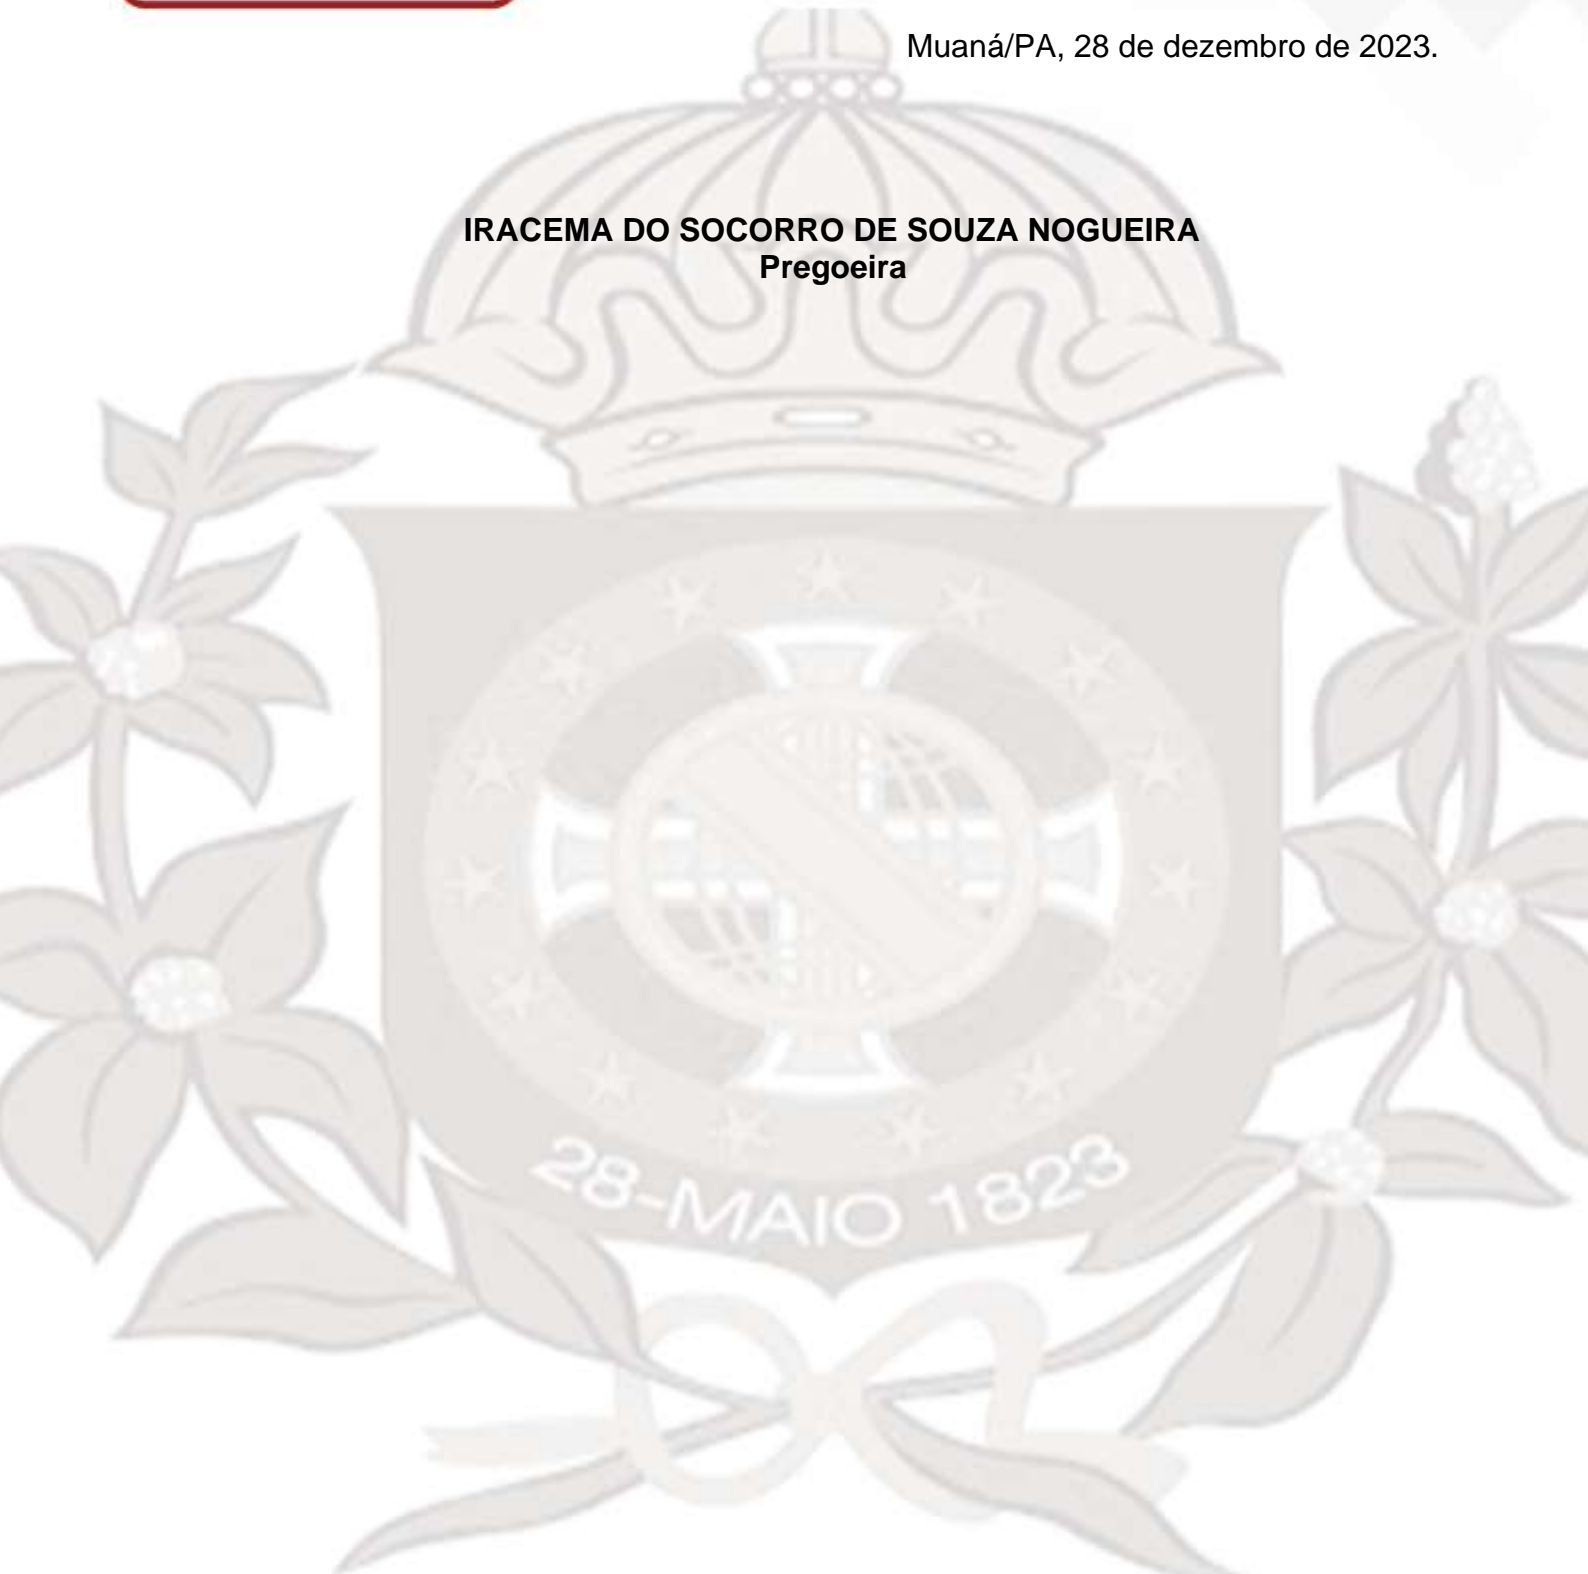 Muaná/PA, 28 de dezembro de 2023.
IRACEMA DO SOCORRO DE SOUZA NOGUEIRA
Pregoeira
28-MAIO 1823